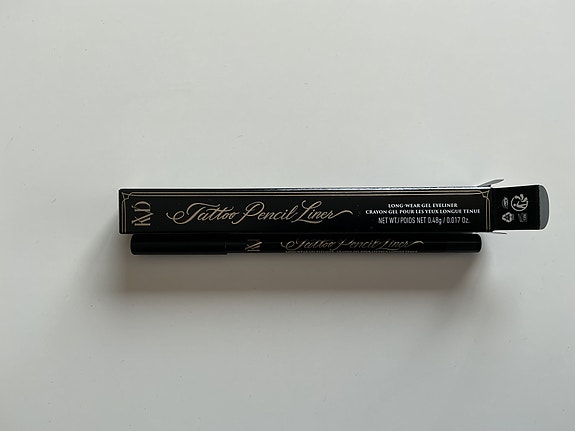 KVD
Tattoo Pencil Liner
LONG-WEAR GEL EYELINER
CRAYON GEL POUR LES YEUX LONGUE TENUE
NET WT./POIDS NET 0.48g / 0.017 Oz.
KVD
Tattoo Pencil Liner